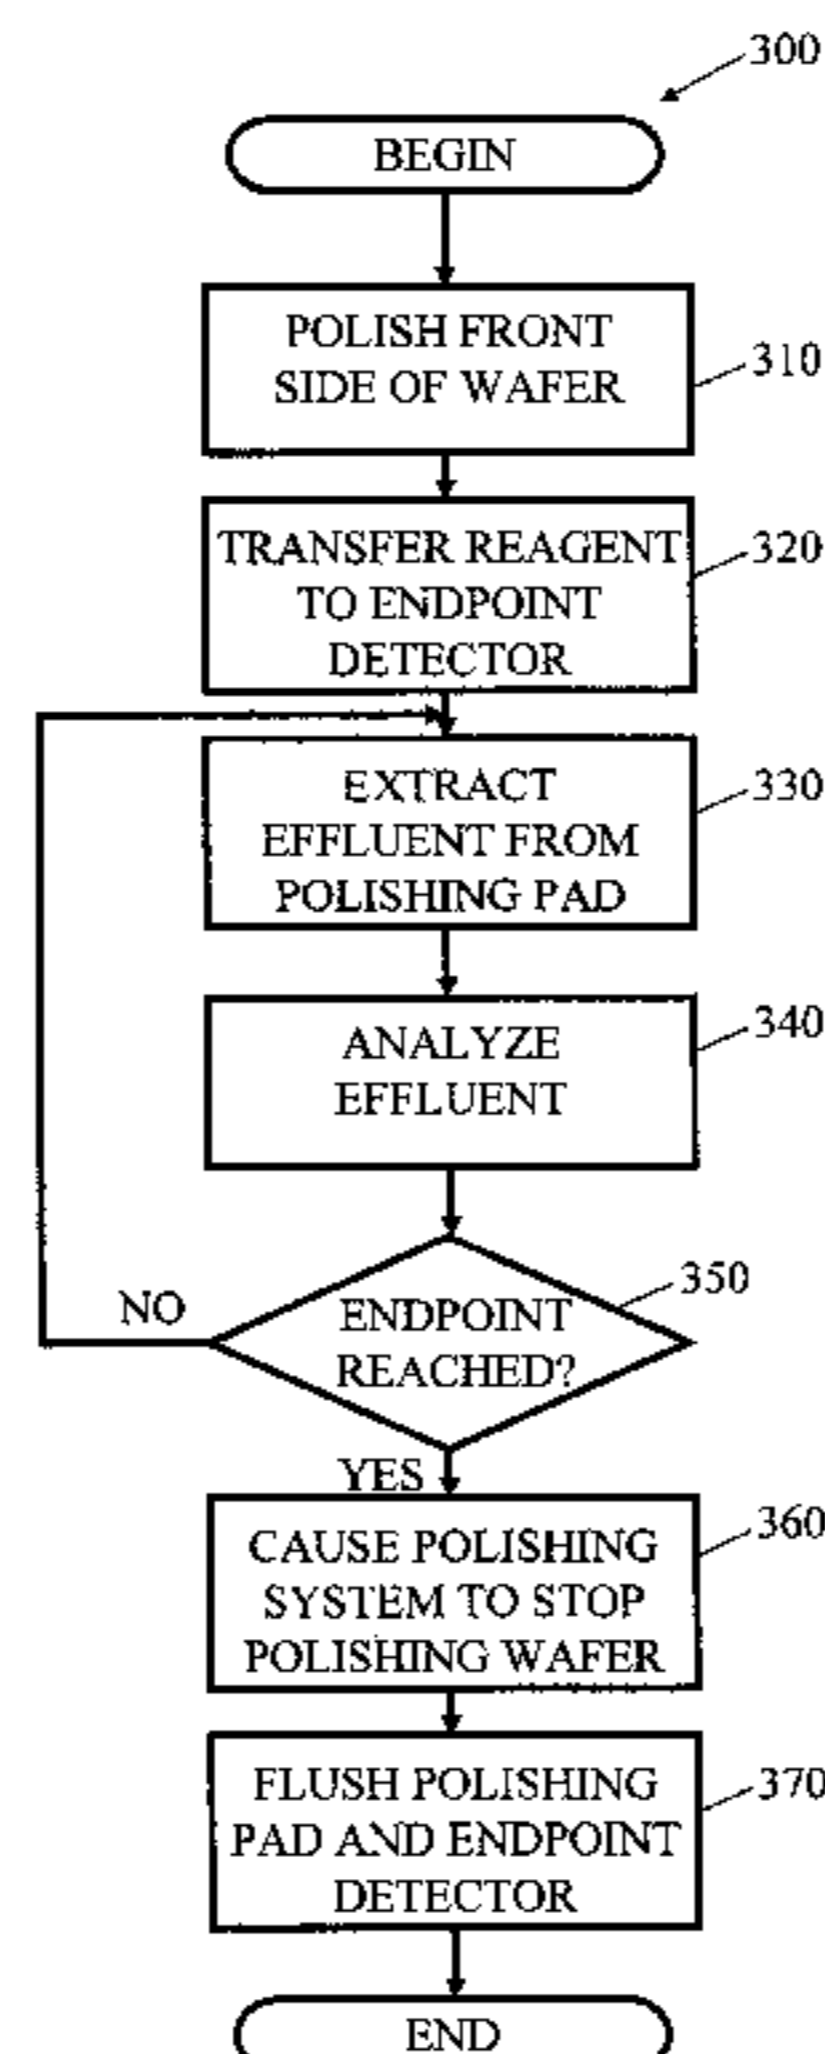 300
BEGIN
POLISH FRONT
SIDE OF WAFER
310
TRANSFER REAGENT
TO ENDPOINT
DETECTOR
320
EXTRACT
EFFLUENT FROM
POLISHING PAD
330
ANALYZE
EFFLUENT
340
ENDPOINT
REACHED?
350
NO
YES
CAUSE POLISHING
SYSTEM TO STOP
POLISHING WAFER
360
FLUSH POLISHING
PAD AND ENDPOINT
DETECTOR
370
END